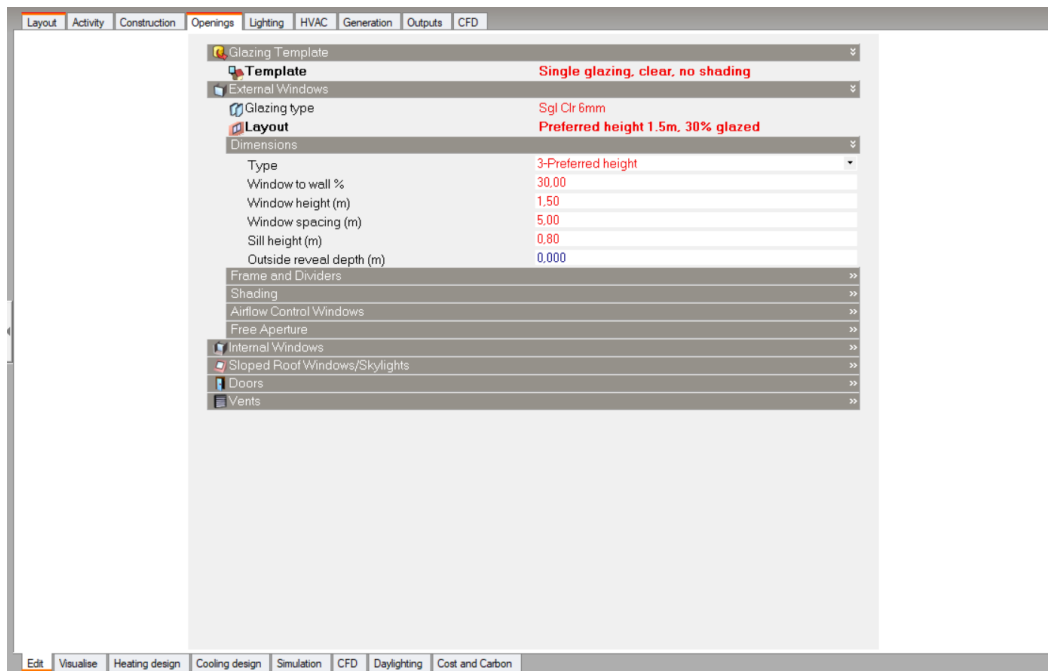 Layout Activity Construction Openings Lighting HVAC Generation Outputs CFD
Glazing Template
Template Single glazing, clear, no shading
External Windows
Glazing type Sgl Clr 6mm
Layout Preferred height 1.5m, 30% glazed
Dimensions
Type 3-Preferred height
Window to wall % 30,00
Window height (m) 1,50
Window spacing (m) 5,00
Sill height (m) 0,80
Outside reveal depth (m) 0,000
Frame and Dividers
Shading
Airflow Control Windows
Free Aperture
Internal Windows
Sloped Roof Windows/Skylights
Doors
Vents
Edit Visualise Heating design Cooling design Simulation CFD Daylighting Cost and Carbon